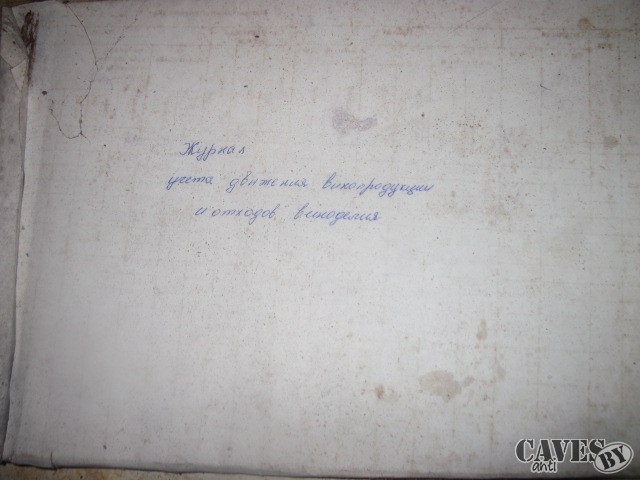 Журнал
учета движения винопродукции
и отходов виноделия
CAVES
anti
BY